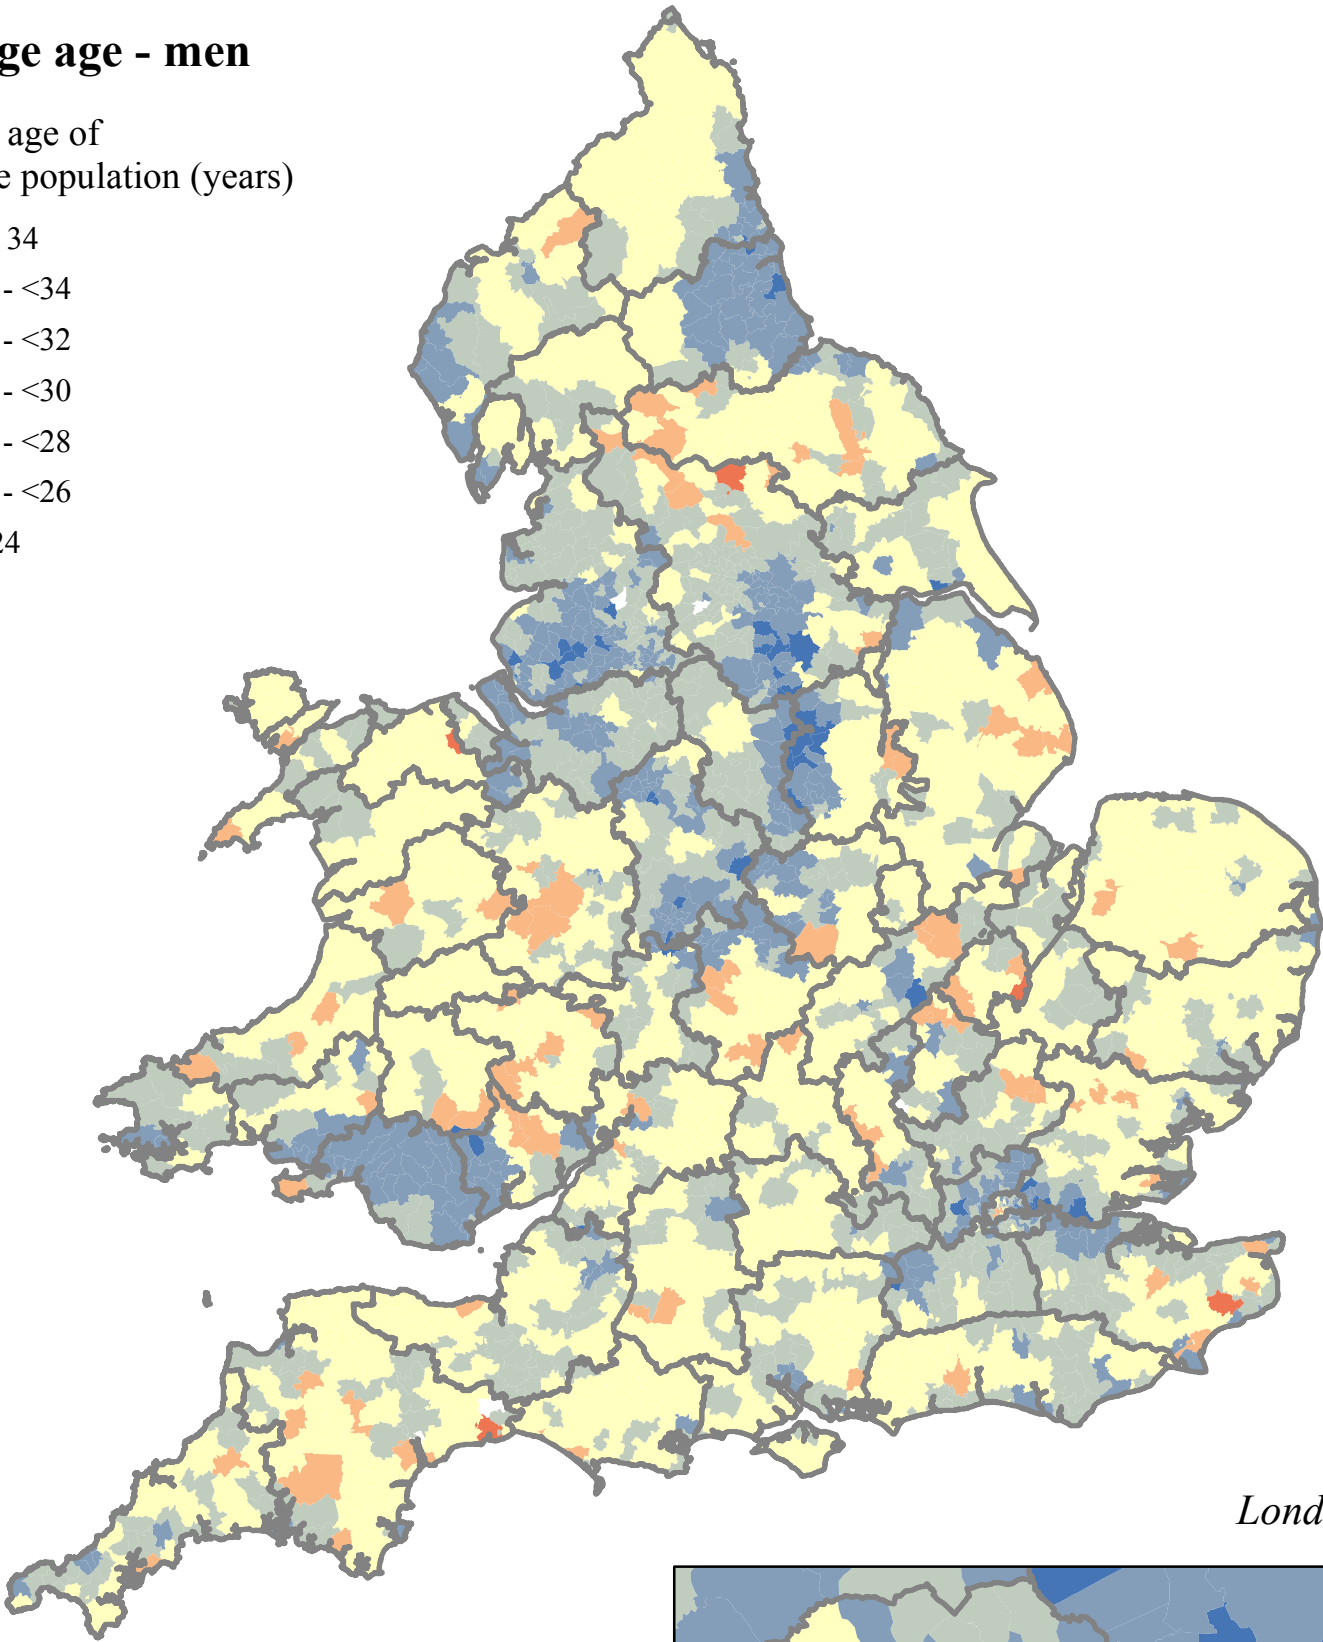 ge age - men
age of
e population (years)
34
- <34
- <32
- <30
- <28
- <26
24
Lond